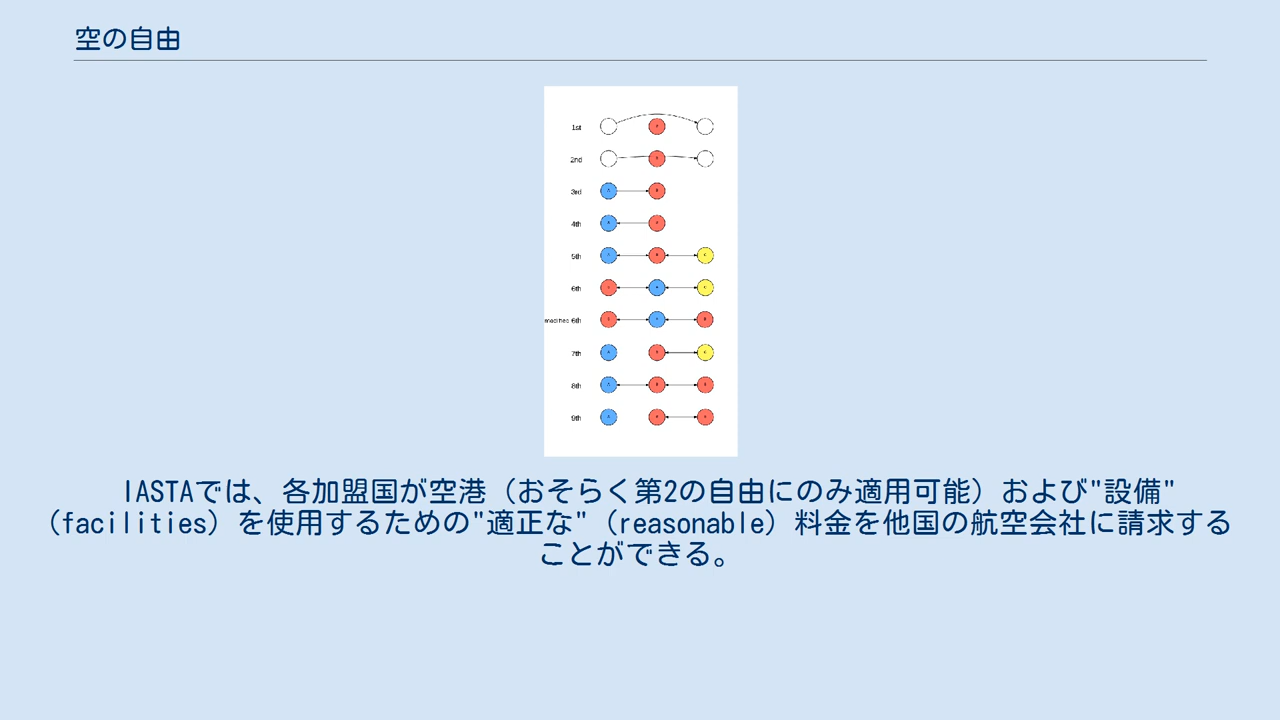 空の自由
1st
2nd
3rd
4th
5th
6th
modified 6th
7th
8th
9th
IASTAでは、各加盟国が空港（おそらく第2の自由にのみ適用可能）および"設備"
（facilities）を使用するための"適正な"（reasonable）料金を他国の航空会社に請求する
ことができる。